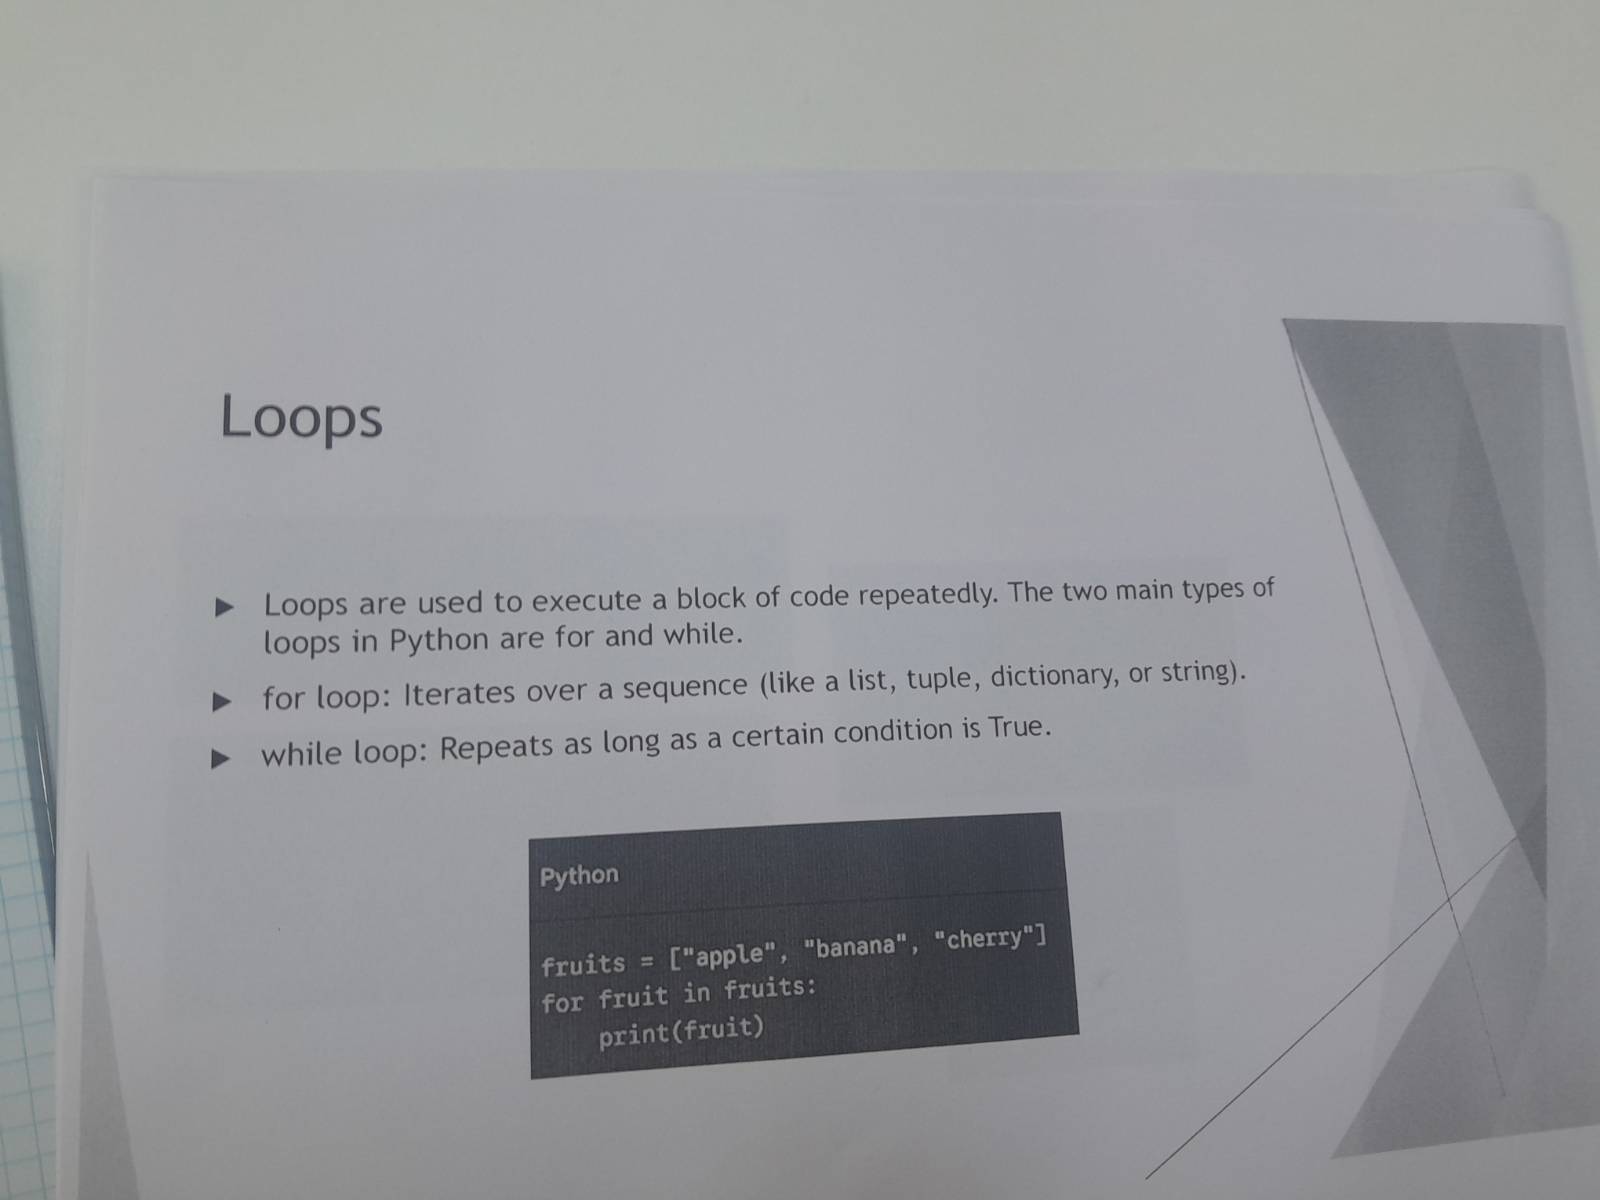 Loops
▶ Loops are used to execute a block of code repeatedly. The two main types of
loops in Python are for and while.
▶ for loop: Iterates over a sequence (like a list, tuple, dictionary, or string).
▶ while loop: Repeats as long as a certain condition is True.
Python
fruits = ["apple", "banana", "cherry"]
for fruit in fruits:
    print(fruit)